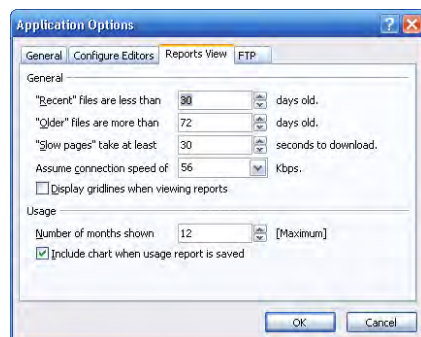 Application Options
General Configure Editors Reports View FTP
General
"Recent" files are less than 30 days old.
"Older" files are more than 72 days old.
"Slow pages" take at least 30 seconds to download.
Assume connection speed of 56 Kbps.
Display gridlines when viewing reports
Usage
Number of months shown 12 [Maximum]
Include chart when usage report is saved
OK Cancel